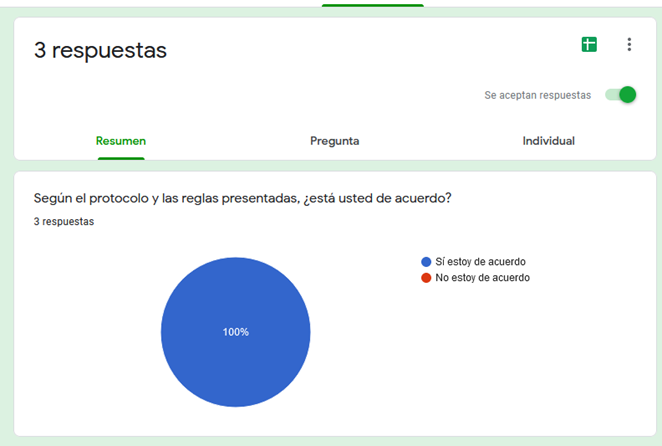 3 respuestas
Se aceptan respuestas
Resumen
Pregunta
Individual
Según el protocolo y las reglas presentadas, ¿está usted de acuerdo?
3 respuestas
Sí estoy de acuerdo
No estoy de acuerdo
100%